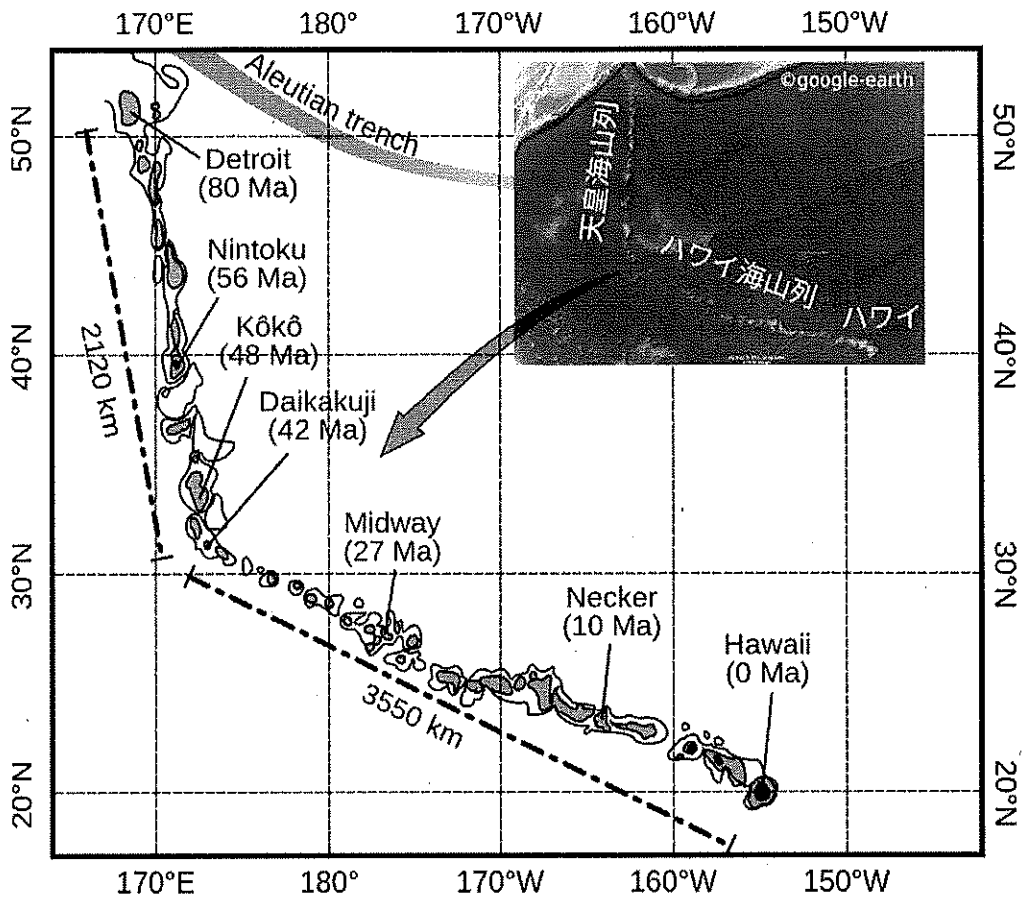 170°E 180° 170°W 160°W 150°W
50°N
40°N
30°N
20°N
Aleutian trench
Detroit
(80 Ma)
Nintoku
(56 Ma)
Kôkô
(48 Ma)
Daikakuji
(42 Ma)
Midway
(27 Ma)
Necker
(10 Ma)
Hawaii
(0 Ma)
2120 km
3550 km
©google-earth
天皇海山列
ハワイ海山列
ハワイ
50°N
40°N
30°N
20°N
170°E 180° 170°W 160°W 150°W